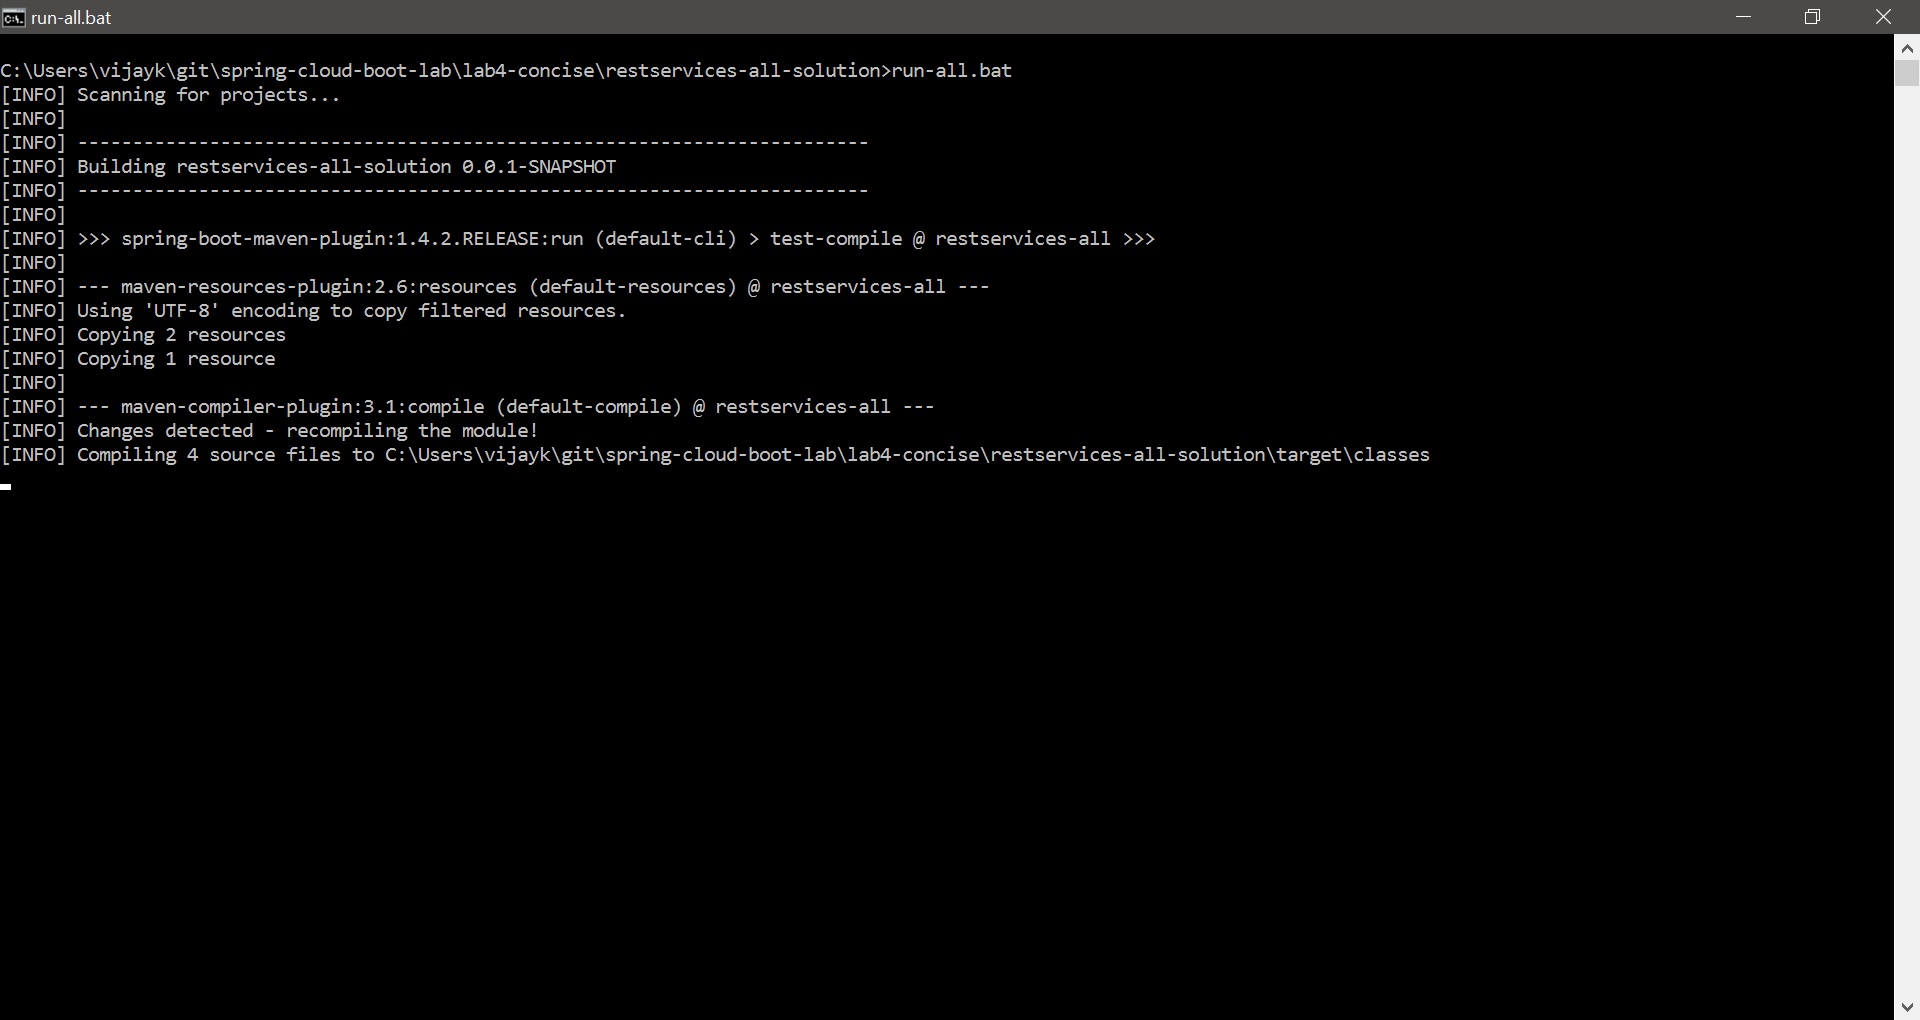 run-all.bat
C:\Users\vijayk\git\spring-cloud-boot-lab\lab4-concise\restservices-all-solution>run-all.bat
[INFO] Scanning for projects...
[INFO]
[INFO] ------------------------------------------------------------------------
[INFO] Building restservices-all-solution 0.0.1-SNAPSHOT
[INFO] ------------------------------------------------------------------------
[INFO]
[INFO] >>> spring-boot-maven-plugin:1.4.2.RELEASE:run (default-cli) > test-compile @ restservices-all >>>
[INFO]
[INFO] --- maven-resources-plugin:2.6:resources (default-resources) @ restservices-all ---
[INFO] Using 'UTF-8' encoding to copy filtered resources.
[INFO] Copying 2 resources
[INFO] Copying 1 resource
[INFO]
[INFO] --- maven-compiler-plugin:3.1:compile (default-compile) @ restservices-all ---
[INFO] Changes detected - recompiling the module!
[INFO] Compiling 4 source files to C:\Users\vijayk\git\spring-cloud-boot-lab\lab4-concise\restservices-all-solution\target\classes